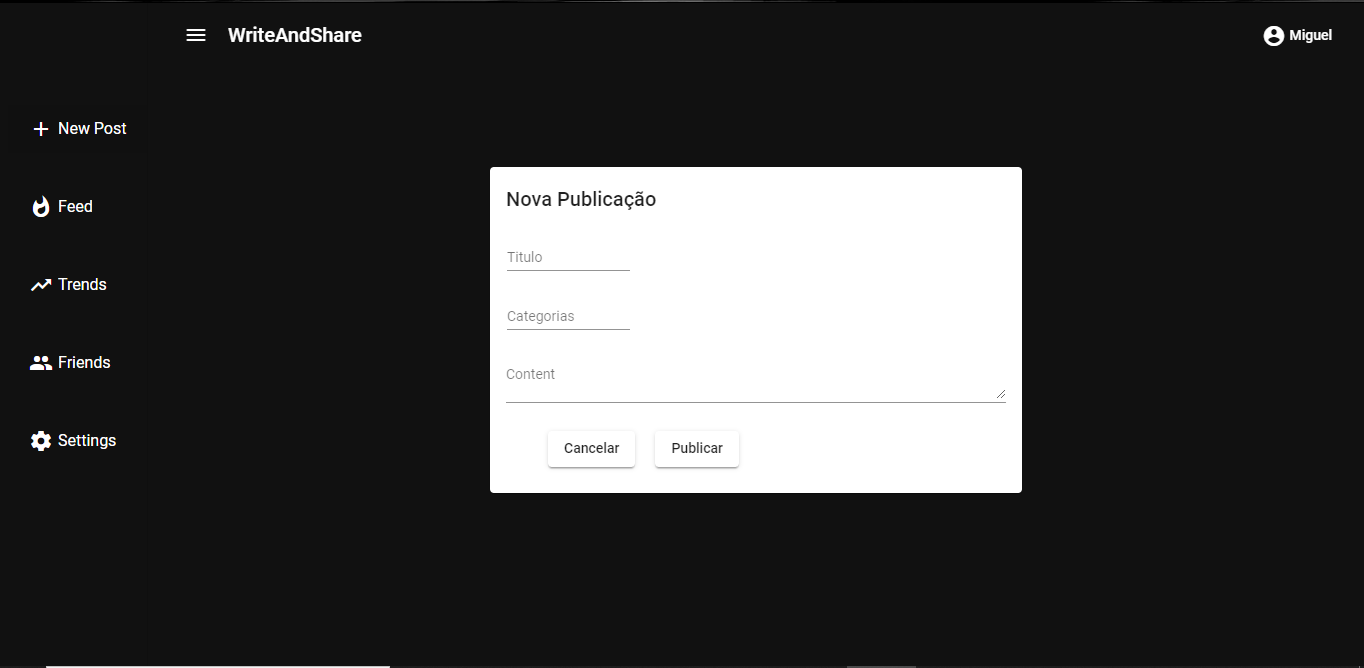 WriteAndShare
Miguel
New Post
Feed
Trends
Friends
Settings
Nova Publicação
Titulo
Categorias
Content
Cancelar
Publicar